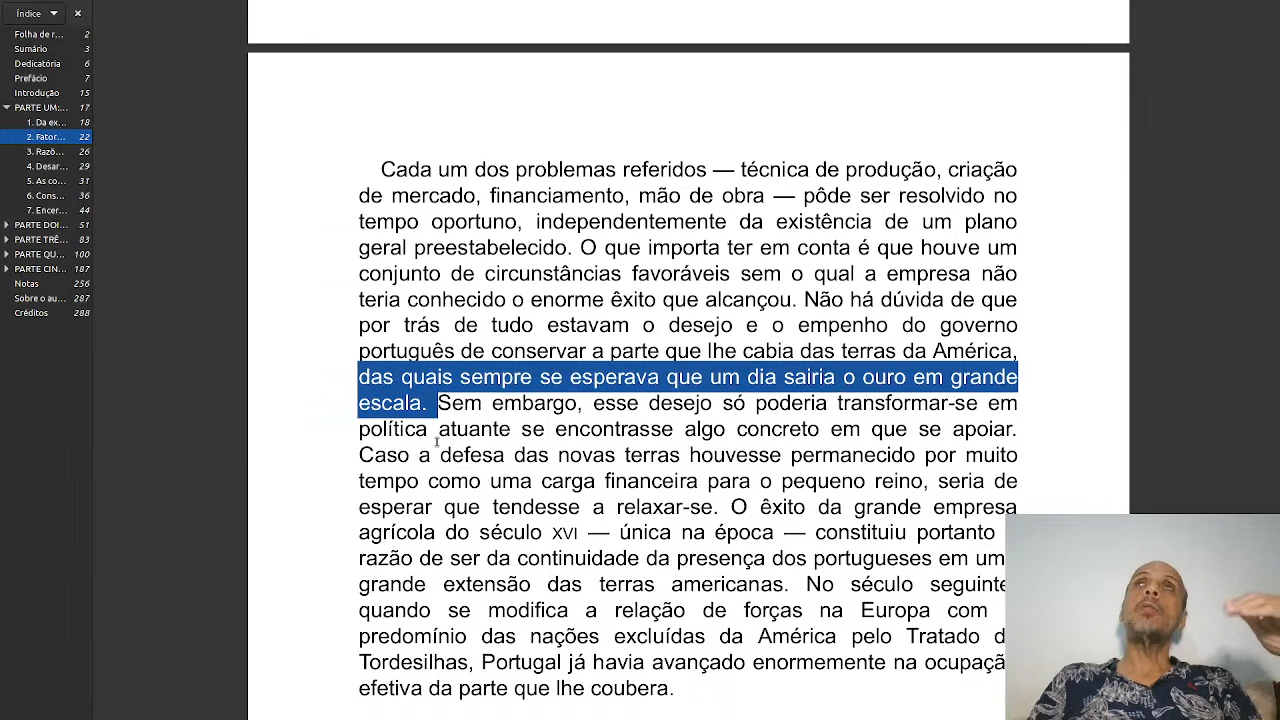 Índice
Folha de r... 2
Sumário 3
Dedicatória 6
Prefácio 7
Introdução 15
PARTE UM:... 17
1. Da ex... 18
2. Fator... 22
3. Razõ... 26
4. Desar... 29
5. As co... 31
6. Cons... 36
7. Encer... 44
PARTE DOI... 51
PARTE TRÊ... 83
PARTE QU... 100
PARTE CIN... 187
Notas 256
Sobre o au... 287
Créditos 288
Cada um dos problemas referidos — técnica de produção, criação
de mercado, financiamento, mão de obra — pôde ser resolvido no
tempo oportuno, independentemente da existência de um plano
geral preestabelecido. O que importa ter em conta é que houve um
conjunto de circunstâncias favoráveis sem o qual a empresa não
teria conhecido o enorme êxito que alcançou. Não há dúvida de que
por trás de tudo estavam o desejo e o empenho do governo
português de conservar a parte que lhe cabia das terras da América,
das quais sempre se esperava que um dia sairia o ouro em grande
escala. Sem embargo, esse desejo só poderia transformar-se em
política atuante se encontrasse algo concreto em que se apoiar.
Caso a defesa das novas terras houvesse permanecido por muito
tempo como uma carga financeira para o pequeno reino, seria de
esperar que tendesse a relaxar-se. O êxito da grande empresa
agrícola do século XVI — única na época — constituiu portanto
razão de ser da continuidade da presença dos portugueses em um
grande extensão das terras americanas. No século seguinte
quando se modifica a relação de forças na Europa com
predomínio das nações excluídas da América pelo Tratado d
Tordesilhas, Portugal já havia avançado enormemente na ocupaçã
efetiva da parte que lhe coubera.